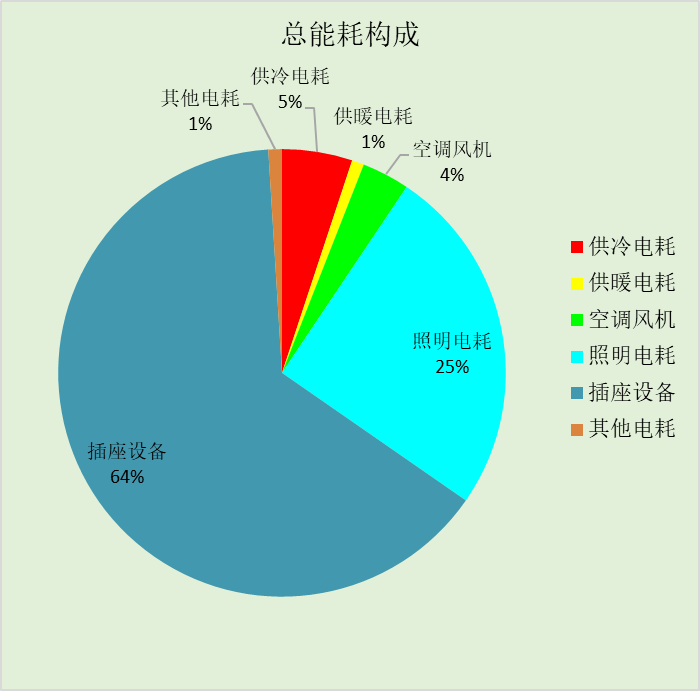 总能耗构成
供冷电耗
5%
其他电耗
1%
供暖电耗
1%
空调风机
4%
照明电耗
25%
插座设备
64%
供冷电耗
供暖电耗
空调风机
照明电耗
插座设备
其他电耗